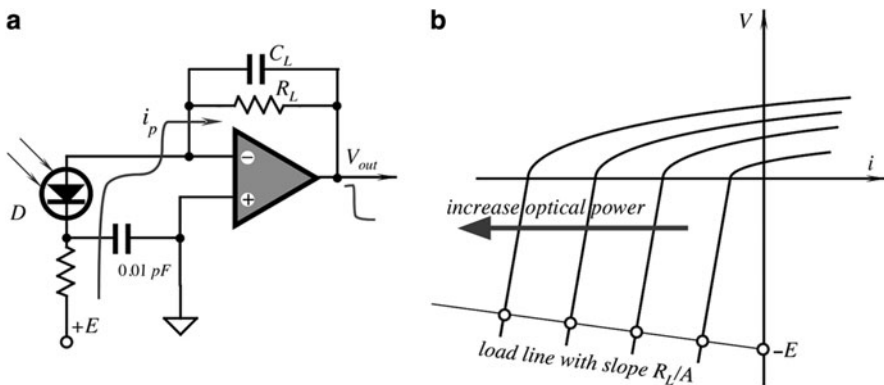 a
C_L
R_L
i_p
V_out
−
+
D
0.01 pF
+E
b
V
i
increase optical power
−E
load line with slope R_L/A